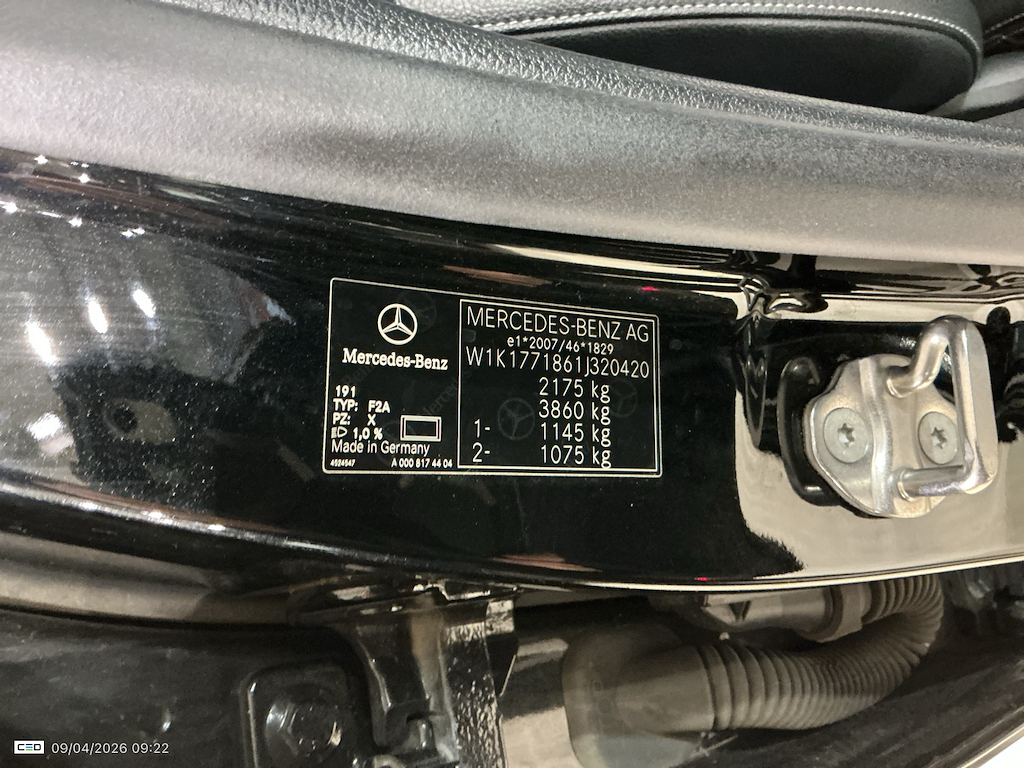 Mercedes-Benz
191
TYP: F2A
PZ: X
1,0 %
Made in Germany
4924547 A 000 817 44 04
MERCEDES-BENZ AG
e1*2007/46*1829
W1K1771861J320420
2175 kg
3860 kg
1- 1145 kg
2- 1075 kg
CEO 09/04/2026 09:22